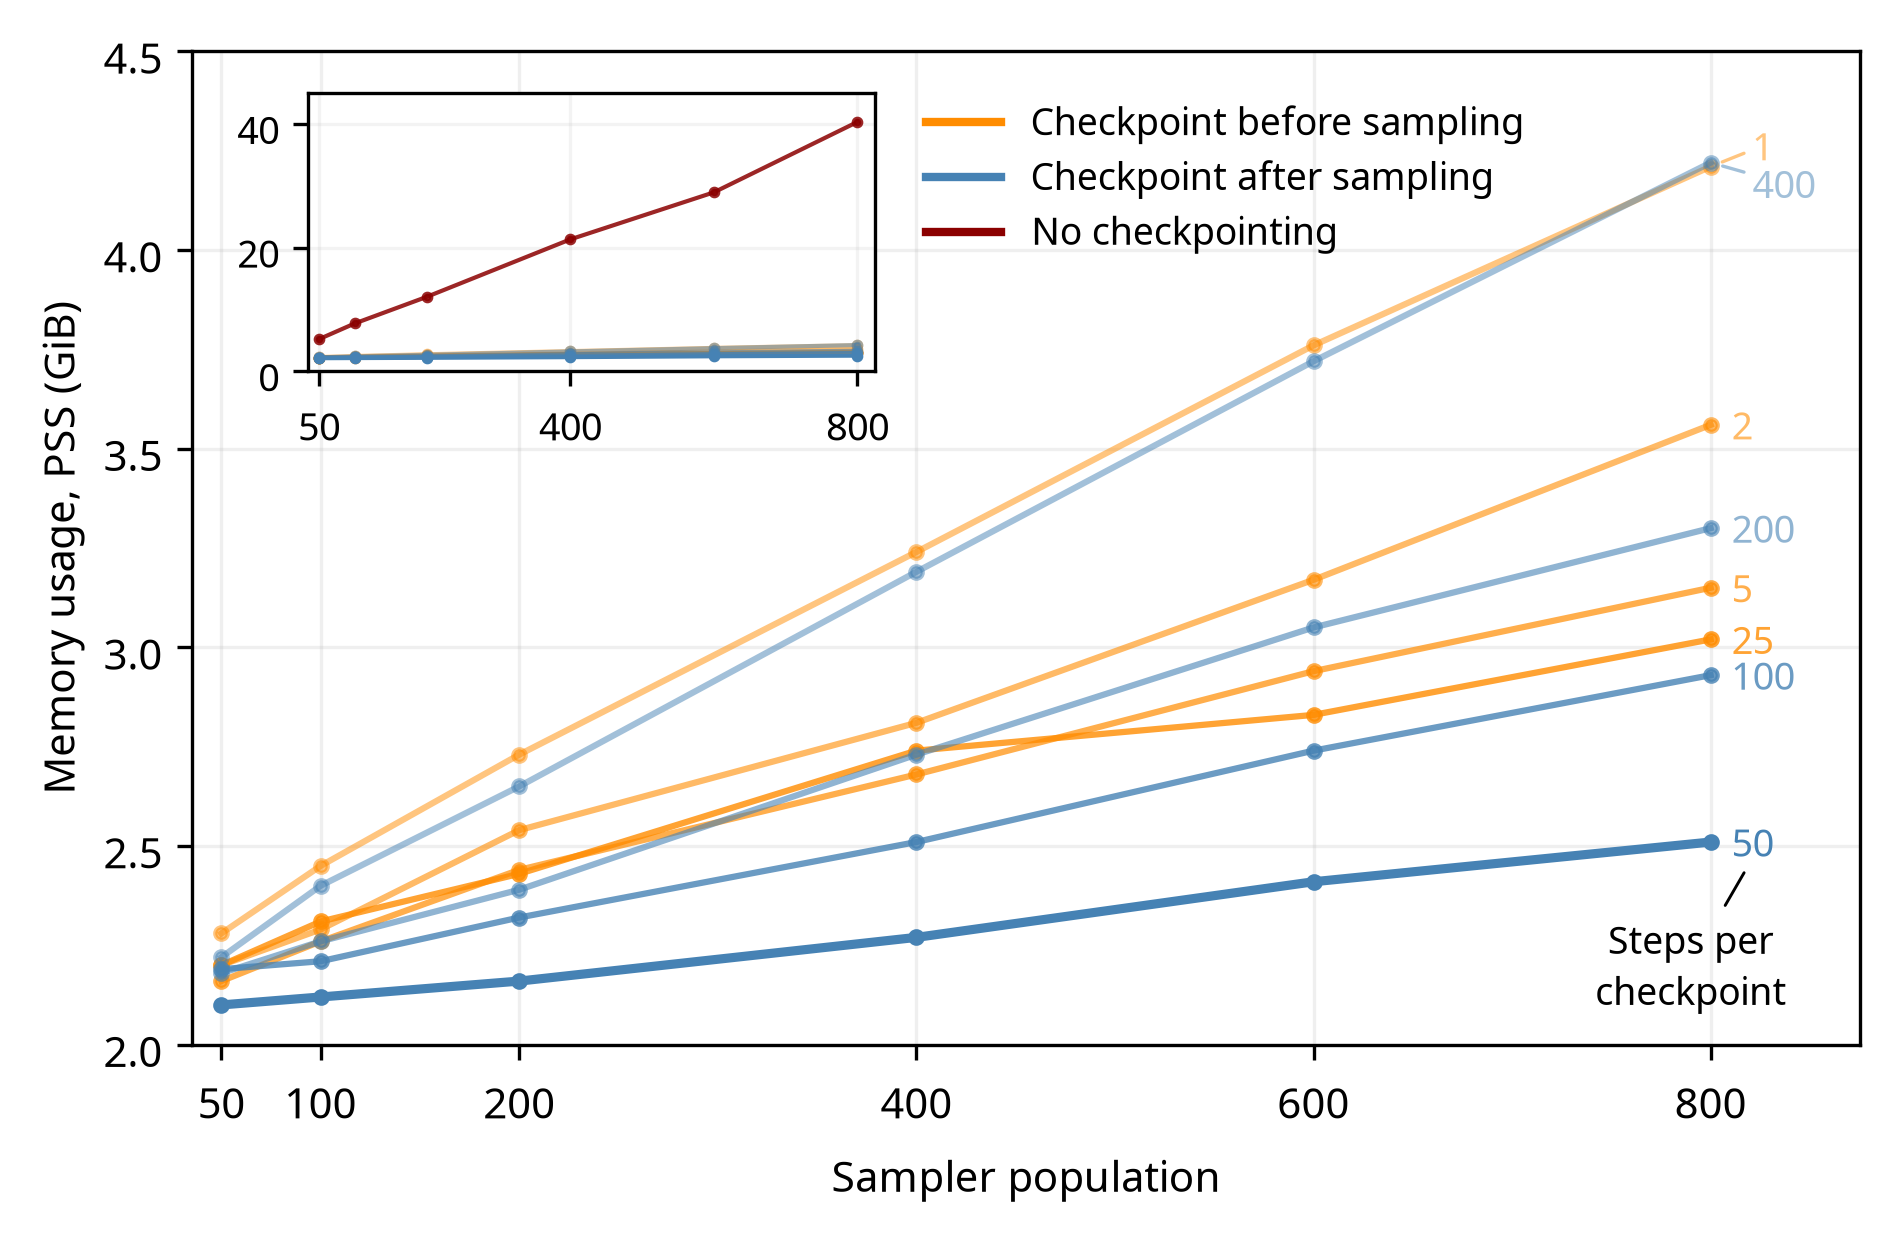 4.5
4.0
3.5
3.0
2.5
2.0
Memory usage, PSS (GiB)
40
20
0
50 400 800
Checkpoint before sampling
Checkpoint after sampling
No checkpointing
1
400
2
200
5
25
100
50
Steps per
checkpoint
50 100 200 400 600 800
Sampler population